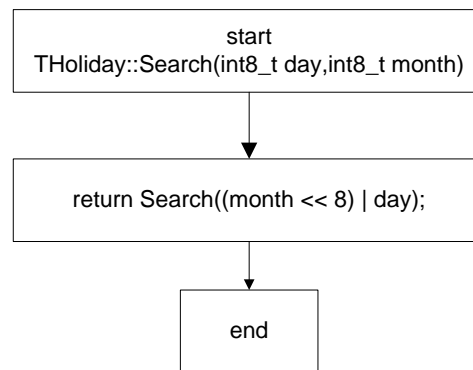 start
THoliday::Search(int8_t day,int8_t month)
return Search((month << 8) | day);
end